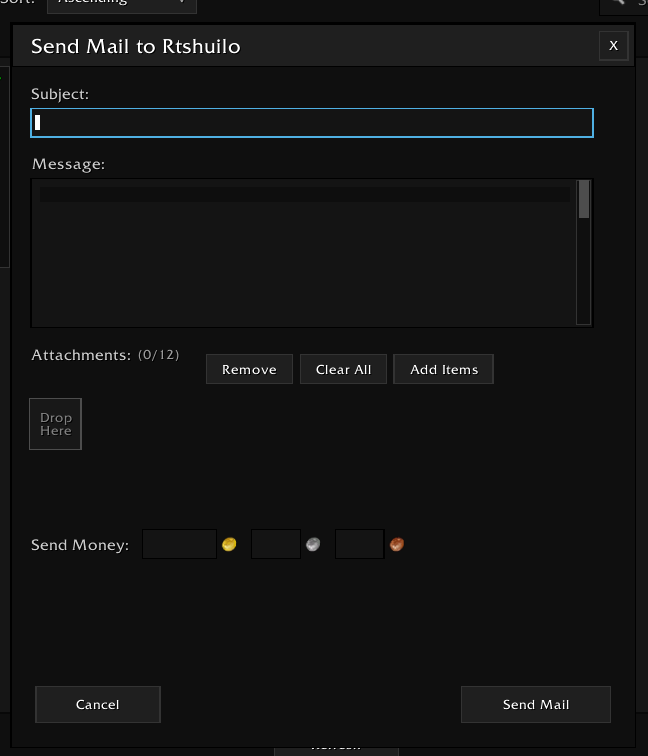 Sort: Ascending
Send Mail to Rtshuilo X
Subject:
Message:
Attachments: (0/12) Remove Clear All Add Items
Drop
Here
Send Money:
Cancel Send Mail
Refresh